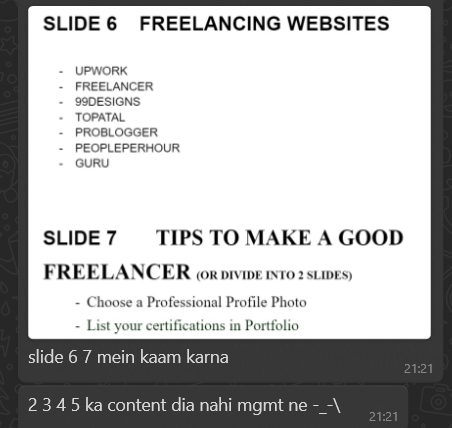 SLIDE 6 FREELANCING WEBSITES
- UPWORK
- FREELANCER
- 99DESIGNS
- TOPATAL
- PROBLOGGER
- PEOPLEPERHOUR
- GURU
SLIDE 7 TIPS TO MAKE A GOOD
FREELANCER (OR DIVIDE INTO 2 SLIDES)
- Choose a Professional Profile Photo
- List your certifications in Portfolio
slide 6 7 mein kaam karna
21:21
2 3 4 5 ka content dia nahi mgmt ne -_-\
21:21